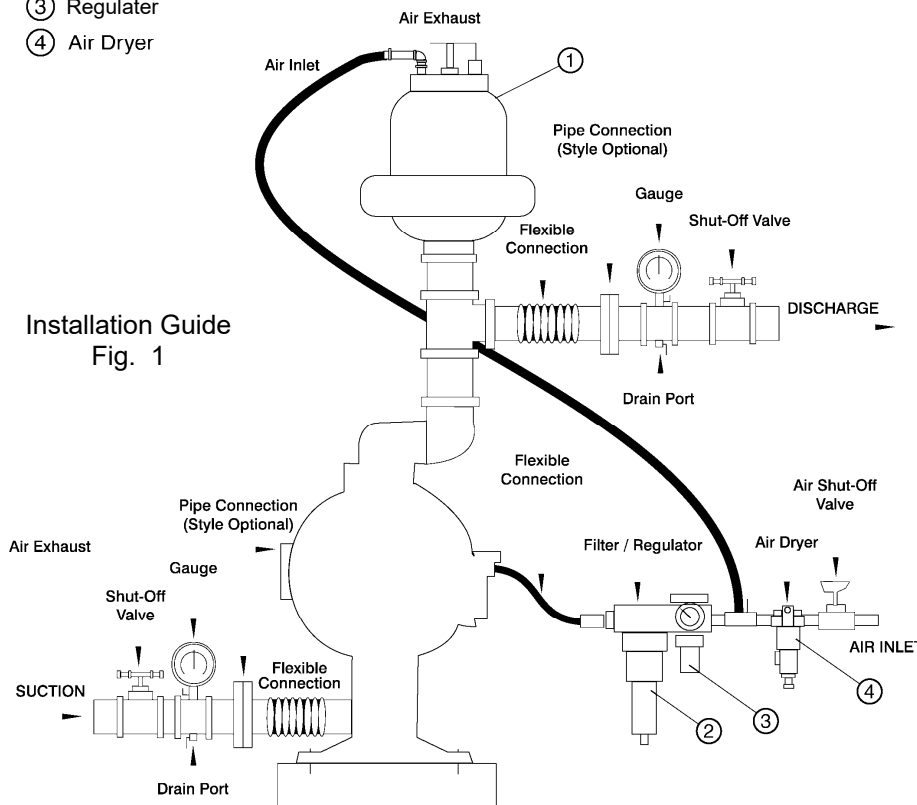 ③ Regulater
④ Air Dryer
Air Exhaust
Air Inlet
①
Pipe Connection
(Style Optional)
Gauge
Shut-Off Valve
Flexible
Connection
DISCHARGE
Installation Guide
Fig. 1
Drain Port
Flexible
Connection
Air Shut-Off
Valve
Pipe Connection
(Style Optional)
Air Exhaust
Filter / Regulator
Air Dryer
Gauge
Shut-Off
Valve
AIR INLET
Flexible
Connection
SUCTION
④
③
②
Drain Port